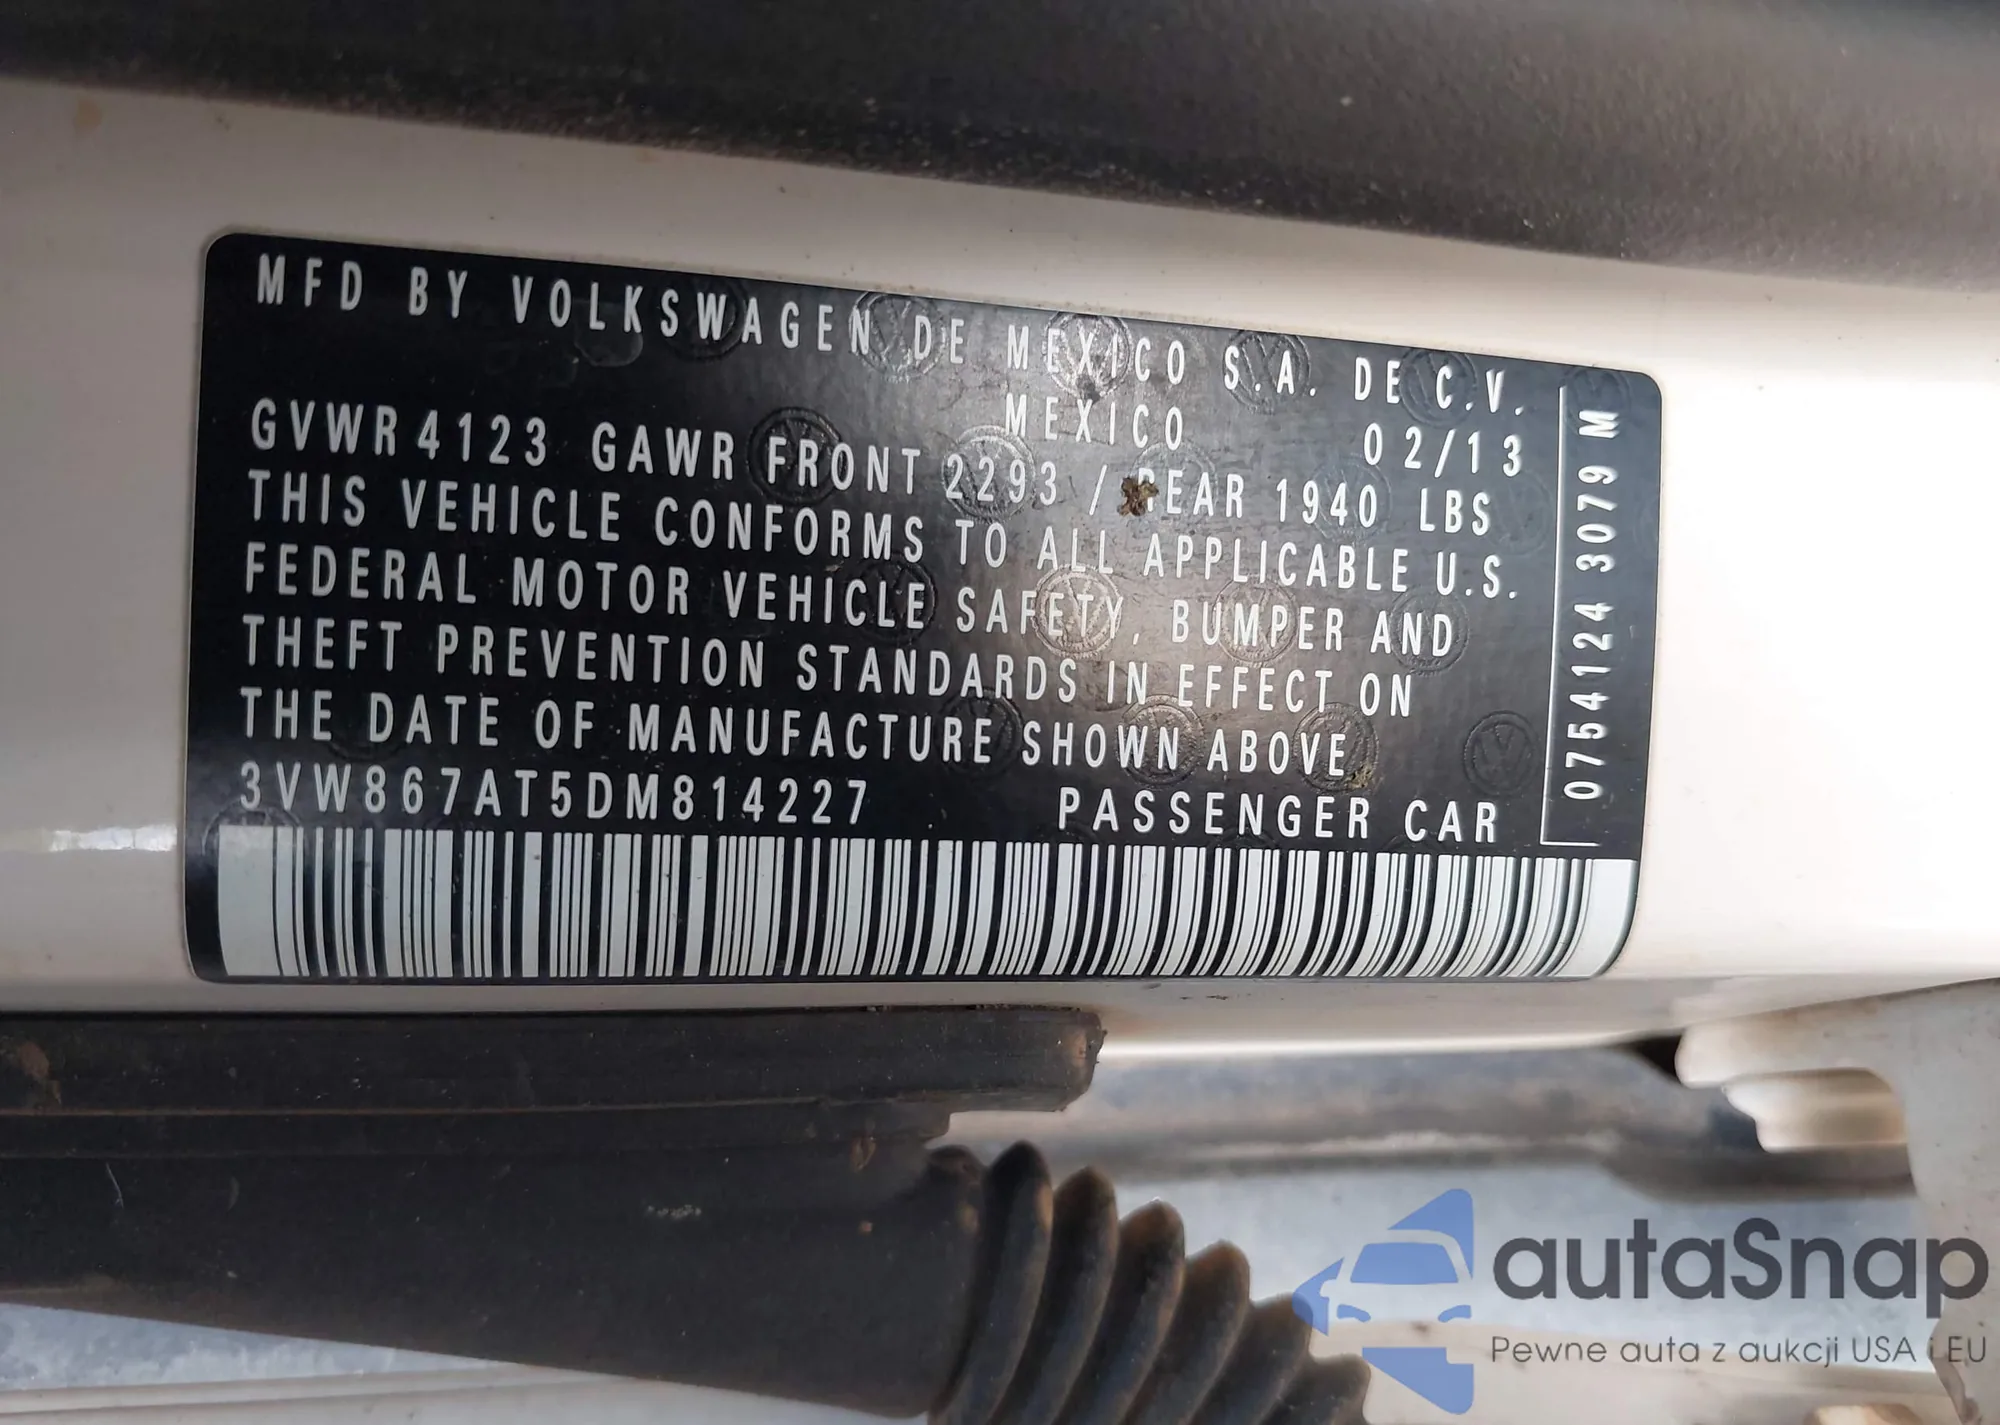 MFD BY VOLKSWAGEN DE MEXICO S.A. DE C.V.
MEXICO 02/13
GVWR 4123 GAWR FRONT 2293 / REAR 1940 LBS
THIS VEHICLE CONFORMS TO ALL APPLICABLE U.S.
FEDERAL MOTOR VEHICLE SAFETY, BUMPER AND
THEFT PREVENTION STANDARDS IN EFFECT ON
THE DATE OF MANUFACTURE SHOWN ABOVE
3VW867AT5DM814227 PASSENGER CAR
0754124 3079 M
autaSnap
Pewne auta z aukcji USA i EU